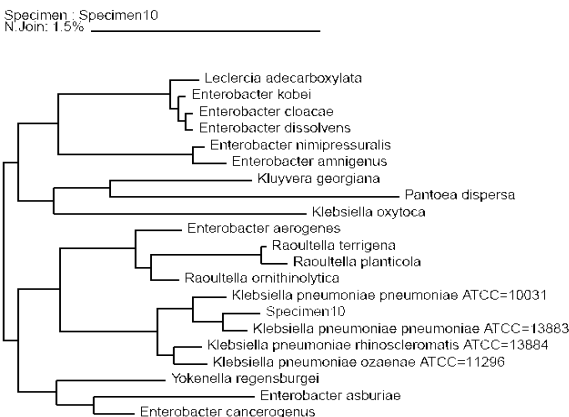 Specimen : Specimen10
N.Join: 1.5%
Leclercia adecarboxylata
Enterobacter kobei
Enterobacter cloacae
Enterobacter dissolvens
Enterobacter nimipressuralis
Enterobacter amnigenus
Kluyvera georgiana
Pantoea dispersa
Klebsiella oxytoca
Enterobacter aerogenes
Raoultella terrigena
Raoultella planticola
Raoultella ornithinolytica
Klebsiella pneumoniae pneumoniae ATCC=10031
Specimen10
Klebsiella pneumoniae pneumoniae ATCC=13883
Klebsiella pneumoniae rhinoscleromatis ATCC=13884
Klebsiella pneumoniae ozaenae ATCC=11296
Yokenella regensburgei
Enterobacter asburiae
Enterobacter cancerogenus